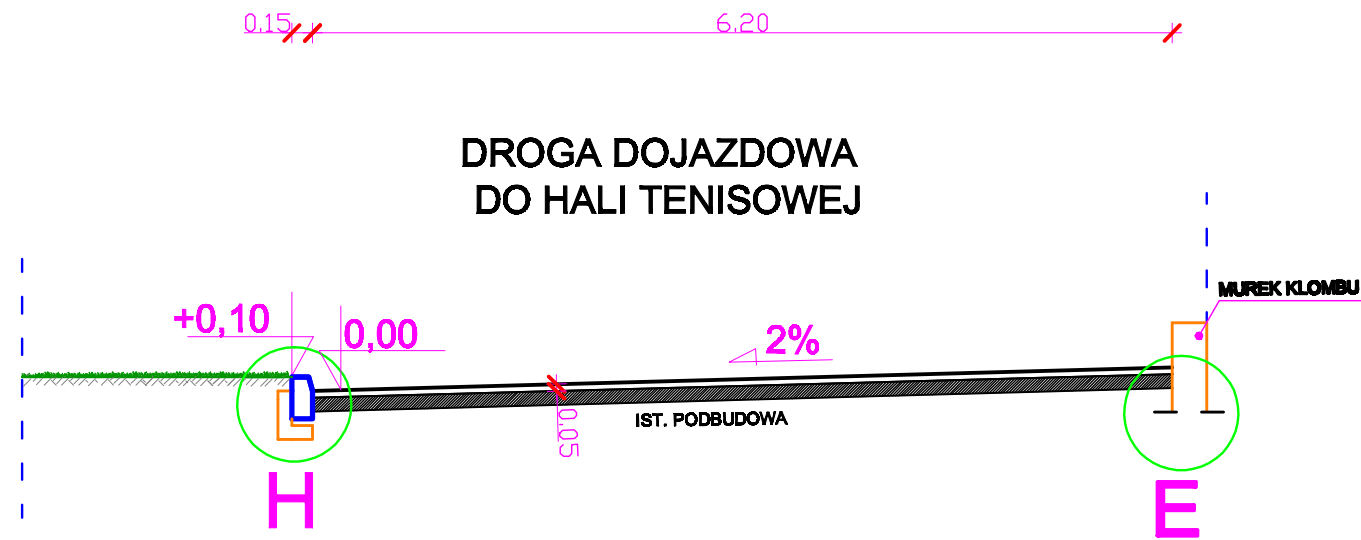 0.15
6.20
DROGA DOJAZDOWA
DO HALI TENISOWEJ
MUREK KLOMBU
+0,10
0,00
2%
0.05
IST. PODBUDOWA
H
E